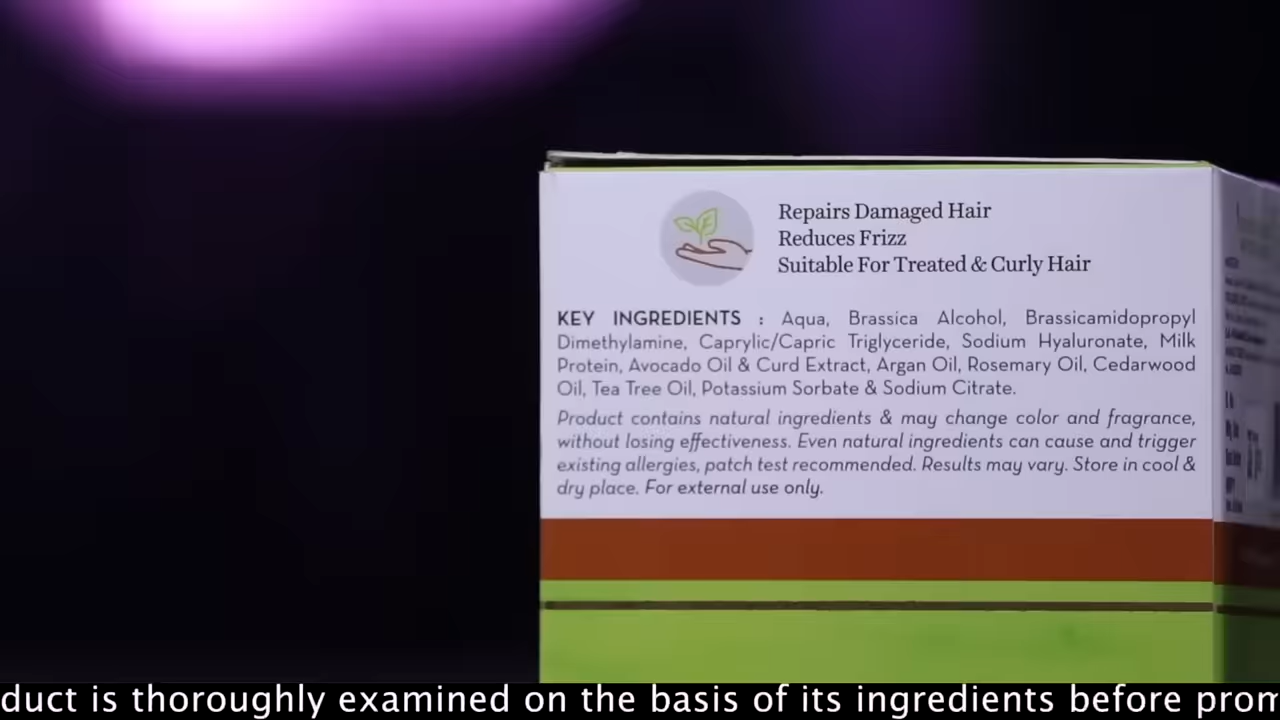 Repairs Damaged Hair
Reduces Frizz
Suitable For Treated & Curly Hair
KEY INGREDIENTS : Aqua, Brassica Alcohol, Brassicamidopropyl
Dimethylamine, Caprylic/Capric Triglyceride, Sodium Hyaluronate, Milk
Protein, Avocado Oil & Curd Extract, Argan Oil, Rosemary Oil, Cedarwood
Oil, Tea Tree Oil, Potassium Sorbate & Sodium Citrate.
Product contains natural ingredients & may change color and fragrance,
without losing effectiveness. Even natural ingredients can cause and trigger
existing allergies, patch test recommended. Results may vary. Store in cool &
dry place. For external use only.
duct is thoroughly examined on the basis of its ingredients before prom